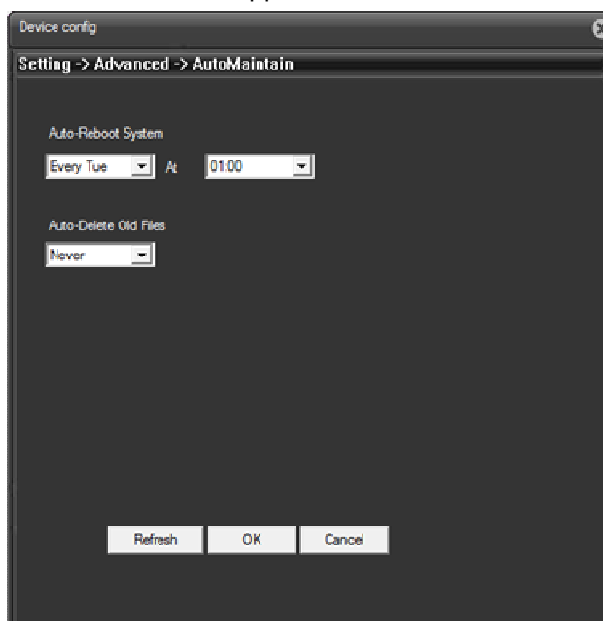 Device config
Setting -> Advanced -> AutoMaintain
Auto-Reboot System
Every Tue At 01:00
Auto-Delete Old Files
Never
Refresh OK Cancel